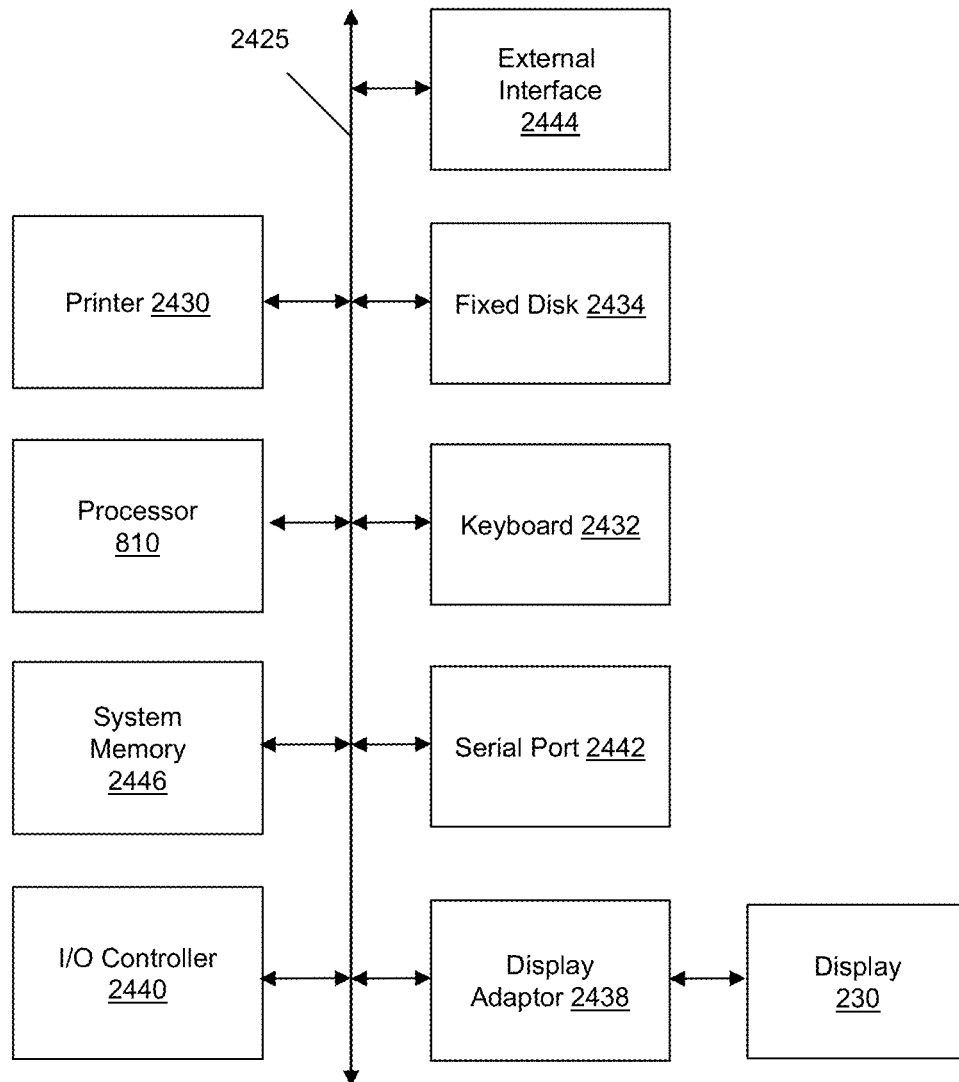 2425
External
Interface
2444
Printer 2430
Fixed Disk 2434
Processor
810
Keyboard 2432
System
Memory
2446
Serial Port 2442
I/O Controller
2440
Display
Adaptor 2438
Display
230